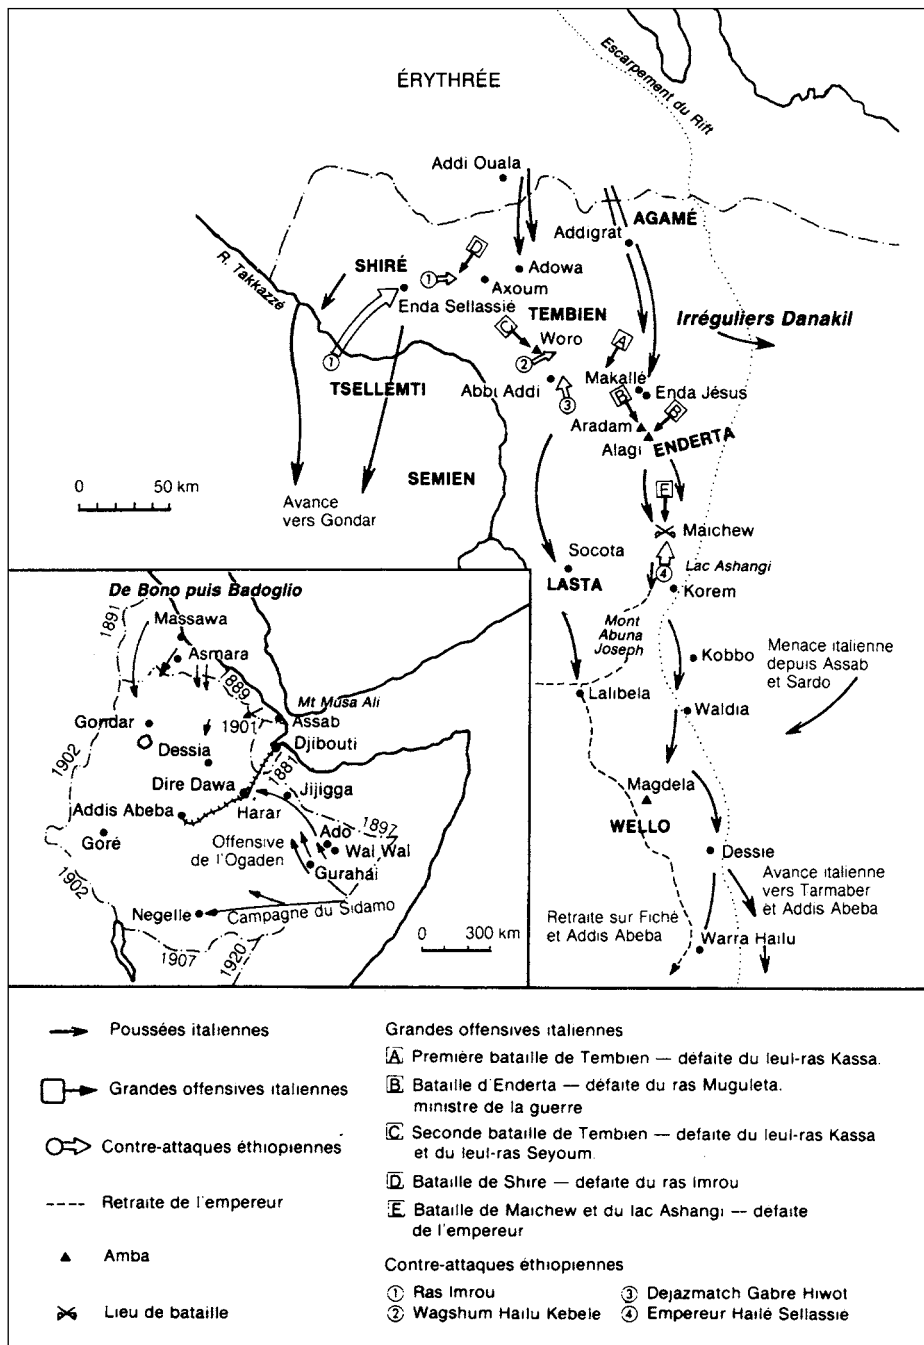 ÉRYTHRÉE
Escarpement du Rift
Addi Ouala
AGAMÉ
Addigrat
R. Takkazzé
SHIRÉ
D
1
Adowa
Axoum
Enda Sellassié
TEMBIEN
Irréguliers Danakil
C
Woro
A
2
1
TSELLEMTI
Abbi Addi
3
Makallé
Enda Jésus
B
B
Aradam
Alagi
ENDERTA
SEMIEN
0 50 km
Avance
vers Gondar
E
Maichew
Socota
Lac Ashangi
4
LASTA
Korem
Mont
Abuna
Joseph
Kobbo
Menace italienne
depuis Assab
et Sardo
Lalibela
Waldia
Magdela
WELLO
Dessie
Avance italienne
vers Tarmaber
et Addis Abeba
Retraite sur Fiché
et Addis Abeba
Warra Hailu
De Bono puis Badoglio
1891
Massawa
Asmara
1889
Mt Musa Ali
Gondar
1901
Assab
Dessia
Djibouti
1902
1881
Dire Dawa
Jijigga
Addis Abeba
Harar
1897
Goré
Offensive
de l'Ogaden
Ado
Wal Wal
Gurahái
1902
Negelle
Campagne du Sidamo
0 300 km
1907
1920
Poussées italiennes
Grandes offensives italiennes
Contre-attaques éthiopiennes
Retraite de l'empereur
Amba
Lieu de bataille
Grandes offensives italiennes
A Première bataille de Tembien — défaite du leul-ras Kassa.
B Bataille d'Enderta — défaite du ras Muguleta.
ministre de la guerre
C Seconde bataille de Tembien — defaite du leul-ras Kassa
et du leul-ras Seyoum.
D Bataille de Shire — defaite du ras Imrou
E Bataille de Maichew et du lac Ashangi — defaite
de l'empereur
Contre-attaques éthiopiennes
1 Ras Imrou
2 Wagshum Hailu Kebele
3 Dejazmatch Gabre Hiwot
4 Empereur Hailé Sellassié